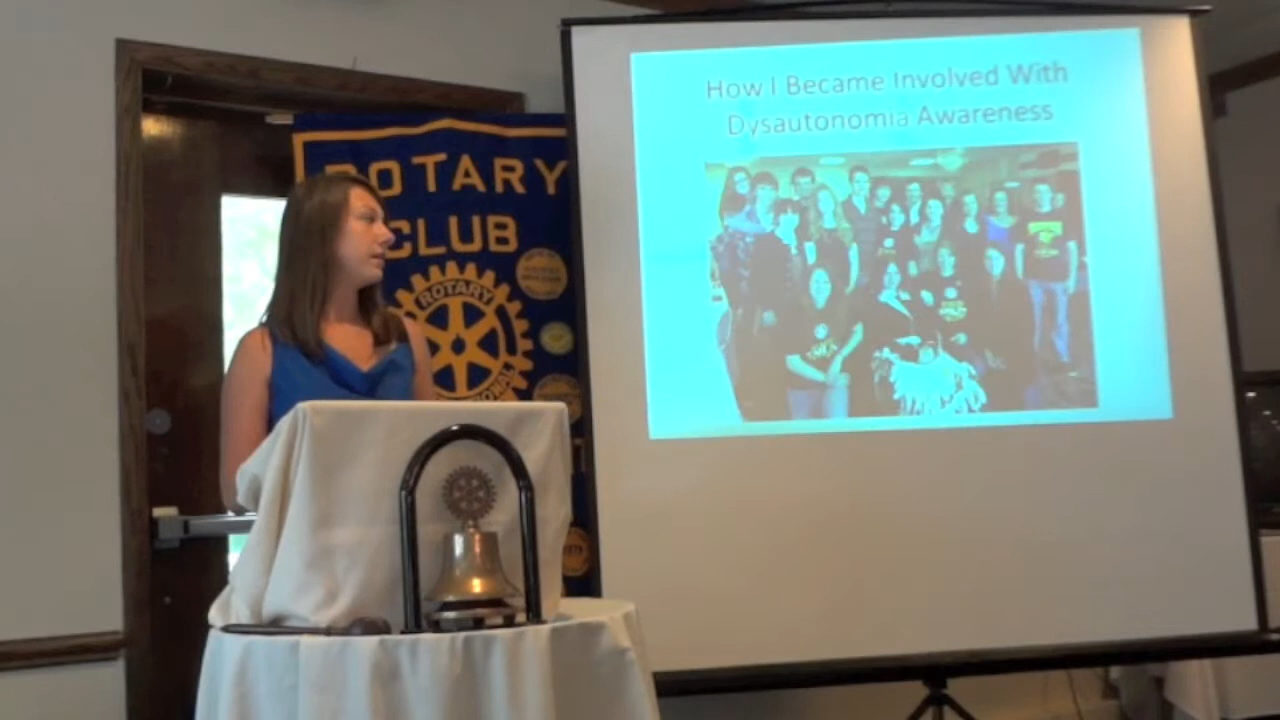 ROTARY
CLUB
ROTARY
How I Became Involved With
Dysautonomia Awareness